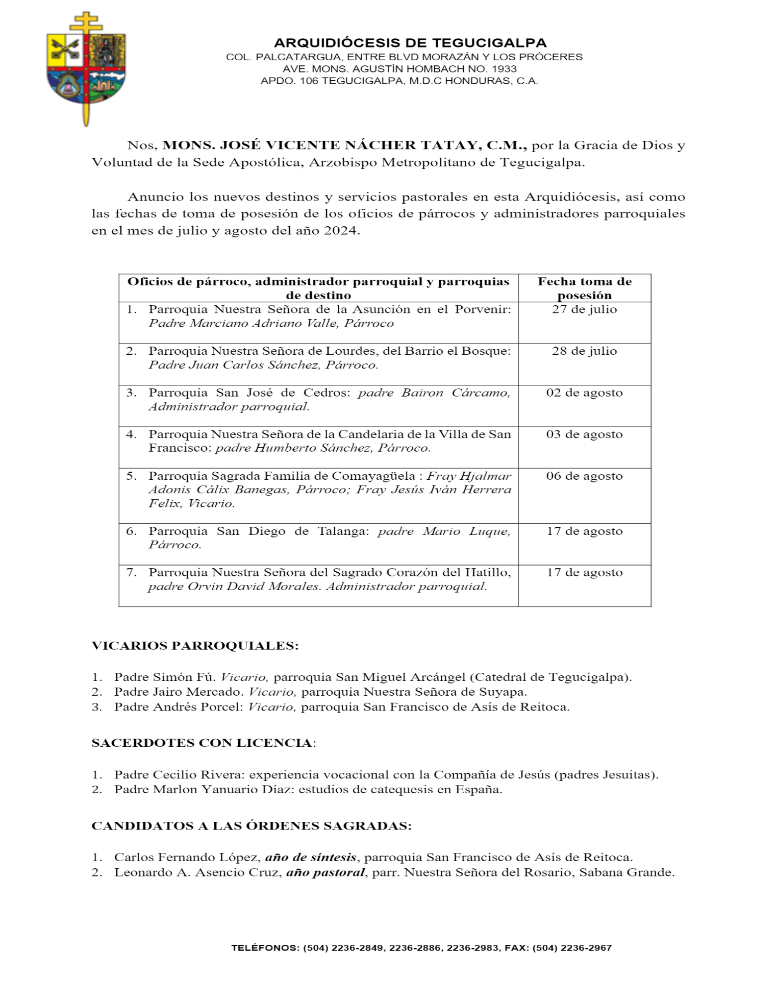 ARQUIDIÓCESIS DE TEGUCIGALPA
COL. PALCATARGUA, ENTRE BLVD MORAZÁN Y LOS PRÓCERES
AVE. MONS. AGUSTÍN HOMBACH NO. 1933
APDO. 106 TEGUCIGALPA, M.D.C HONDURAS, C.A.
Nos, MONS. JOSÉ VICENTE NÁCHER TATAY, C.M., por la Gracia de Dios y
Voluntad de la Sede Apostólica, Arzobispo Metropolitano de Tegucigalpa.
Anuncio los nuevos destinos y servicios pastorales en esta Arquidiócesis, así como
las fechas de toma de posesión de los oficios de párrocos y administradores parroquiales
en el mes de julio y agosto del año 2024.
Oficios de párroco, administrador parroquial y parroquias
de destino
Fecha toma de
posesión
1. Parroquia Nuestra Señora de la Asunción en el Porvenir:
Padre Marciano Adriano Valle, Párroco
27 de julio
2. Parroquia Nuestra Señora de Lourdes, del Barrio el Bosque:
Padre Juan Carlos Sánchez, Párroco.
28 de julio
3. Parroquia San José de Cedros: padre Bairon Cárcamo,
Administrador parroquial.
02 de agosto
4. Parroquia Nuestra Señora de la Candelaria de la Villa de San
Francisco: padre Humberto Sánchez, Párroco.
03 de agosto
5. Parroquia Sagrada Familia de Comayagüela : Fray Hjalmar
Adonis Cálix Banegas, Párroco; Fray Jesús Iván Herrera
Felix, Vicario.
06 de agosto
6. Parroquia San Diego de Talanga: padre Mario Luque,
Párroco.
17 de agosto
7. Parroquia Nuestra Señora del Sagrado Corazón del Hatillo,
padre Orvin David Morales. Administrador parroquial.
17 de agosto
VICARIOS PARROQUIALES:
1. Padre Simón Fú. Vicario, parroquia San Miguel Arcángel (Catedral de Tegucigalpa).
2. Padre Jairo Mercado. Vicario, parroquia Nuestra Señora de Suyapa.
3. Padre Andrés Porcel: Vicario, parroquia San Francisco de Asís de Reitoca.
SACERDOTES CON LICENCIA:
1. Padre Cecilio Rivera: experiencia vocacional con la Compañía de Jesús (padres Jesuitas).
2. Padre Marlon Yanuario Díaz: estudios de catequesis en España.
CANDIDATOS A LAS ÓRDENES SAGRADAS:
1. Carlos Fernando López, año de síntesis, parroquia San Francisco de Asís de Reitoca.
2. Leonardo A. Asencio Cruz, año pastoral, parr. Nuestra Señora del Rosario, Sabana Grande.
TELÉFONOS: (504) 2236-2849, 2236-2886, 2236-2983, FAX: (504) 2236-2967